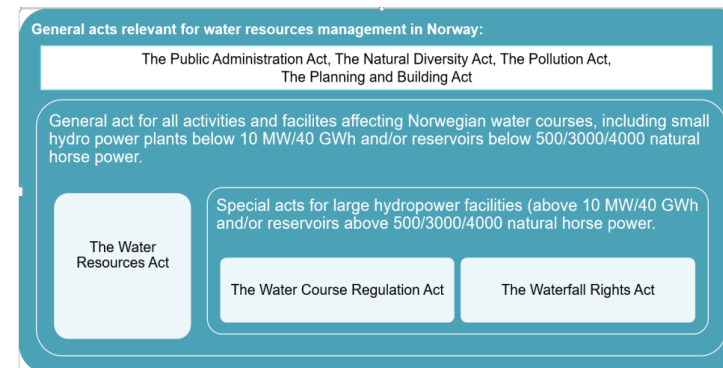 General acts relevant for water resources management in Norway:
The Public Administration Act, The Natural Diversity Act, The Pollution Act,
The Planning and Building Act
General act for all activities and facilites affecting Norwegian water courses, including small
hydro power plants below 10 MW/40 GWh and/or reservoirs below 500/3000/4000 natural
horse power.
The Water
Resources Act
Special acts for large hydropower facilities (above 10 MW/40 GWh
and/or reservoirs above 500/3000/4000 natural horse power.
The Water Course Regulation Act
The Waterfall Rights Act